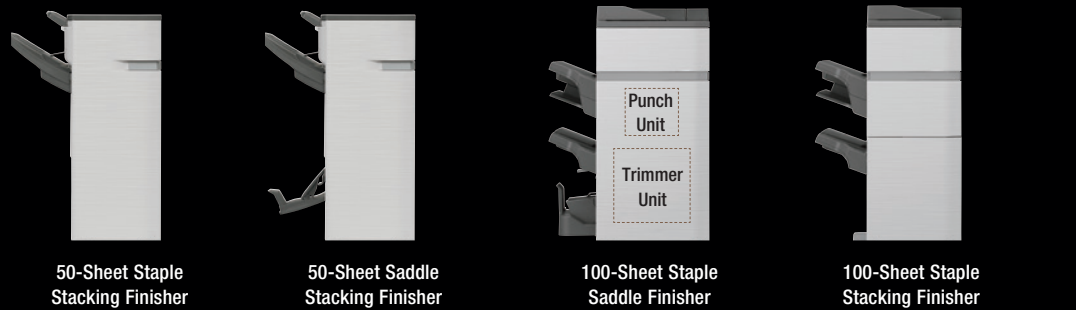 Punch
Unit
Trimmer
Unit
50-Sheet Staple
Stacking Finisher
50-Sheet Saddle
Stacking Finisher
100-Sheet Staple
Saddle Finisher
100-Sheet Staple
Stacking Finisher